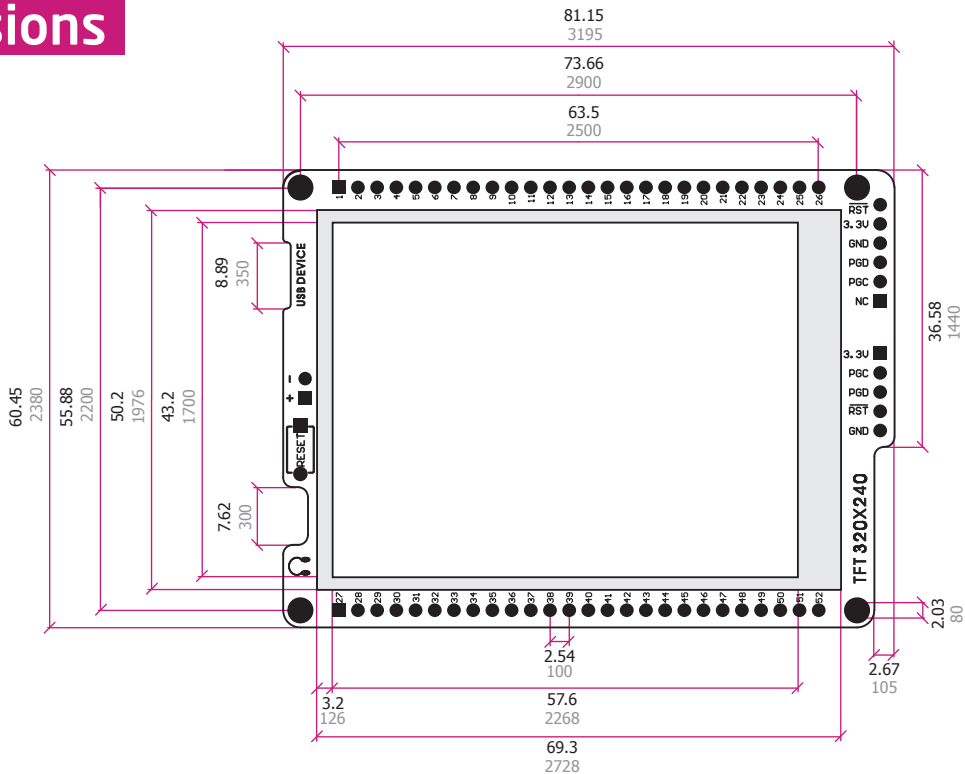 sions
81.15
3195
73.66
2900
63.5
2500
1 2 3 4 5 6 7 8 9 10 11 12 13 14 15 16 17 18 19 20 21 22 23 24 25 26
RST
3.3V
GND
PGD
PGC
NC
3.3V
PGC
PGD
RST
GND
USB DEVICE
8.89
350
36.58
1440
60.45
2380
55.88
2200
50.2
1976
43.2
1700
-
+
RESET
7.62
300
TFT 320X240
27 28 29 30 31 32 33 34 35 36 37 38 39 40 41 42 43 44 45 46 47 48 49 50 51 52
2.03
80
2.54
100
2.67
105
3.2
126
57.6
2268
69.3
2728